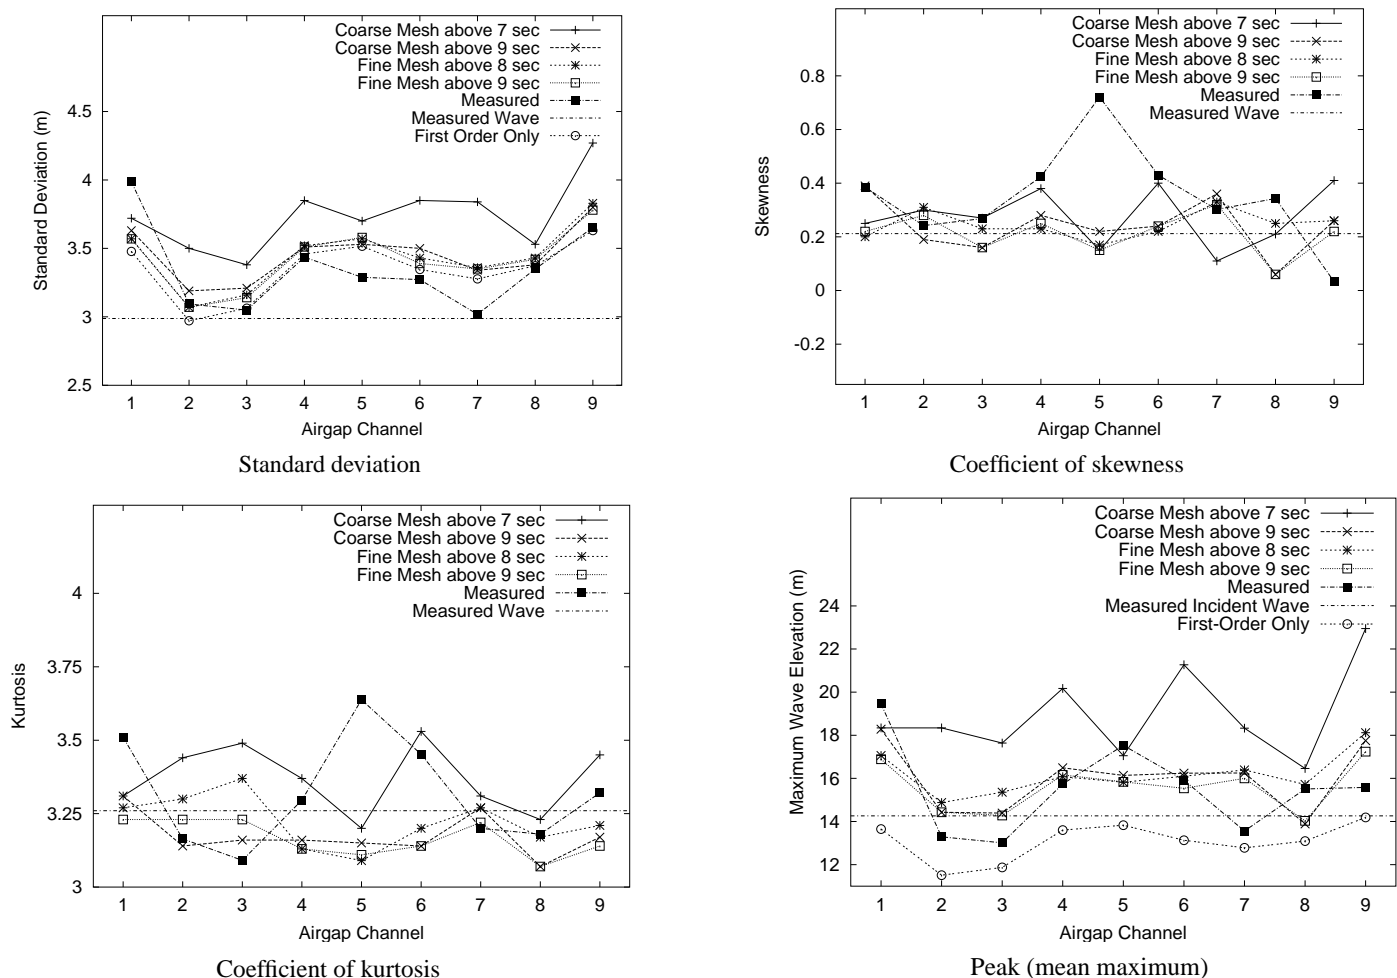 Coarse Mesh above 7 sec
Coarse Mesh above 9 sec
Fine Mesh above 8 sec
Fine Mesh above 9 sec
Measured
Measured Wave
First Order Only
4.5
4
3.5
3
2.5
Standard Deviation (m)
1 2 3 4 5 6 7 8 9
Airgap Channel
Standard deviation
Coarse Mesh above 7 sec
Coarse Mesh above 9 sec
Fine Mesh above 8 sec
Fine Mesh above 9 sec
Measured
Measured Wave
0.8
0.6
0.4
0.2
0
-0.2
Skewness
1 2 3 4 5 6 7 8 9
Airgap Channel
Coefficient of skewness
Coarse Mesh above 7 sec
Coarse Mesh above 9 sec
Fine Mesh above 8 sec
Fine Mesh above 9 sec
Measured
Measured Wave
4
3.75
3.5
3.25
3
Kurtosis
1 2 3 4 5 6 7 8 9
Airgap Channel
Coefficient of kurtosis
Coarse Mesh above 7 sec
Coarse Mesh above 9 sec
Fine Mesh above 8 sec
Fine Mesh above 9 sec
Measured
Measured Incident Wave
First-Order Only
24
22
20
18
16
14
12
Maximum Wave Elevation (m)
1 2 3 4 5 6 7 8 9
Airgap Channel
Peak (mean maximum)